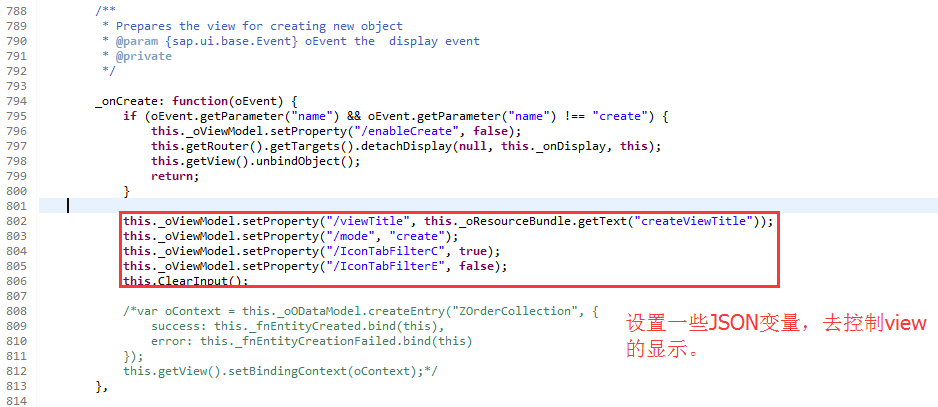 788 /**
789 * Prepares the view for creating new object
790 * @param {sap.ui.base.Event} oEvent the  display event
791 * @private
792 */
793
794 _onCreate: function(oEvent) {
795 if (oEvent.getParameter("name") && oEvent.getParameter("name") !== "create") {
796 this._oViewModel.setProperty("/enableCreate", false);
797 this.getRouter().getTargets().detachDisplay(null, this._onDisplay, this);
798 this.getView().unbindObject();
799 return;
800 }
801
802 this._oViewModel.setProperty("/viewTitle", this._oResourceBundle.getText("createViewTitle"));
803 this._oViewModel.setProperty("/mode", "create");
804 this._oViewModel.setProperty("/IconTabFilterC", true);
805 this._oViewModel.setProperty("/IconTabFilterE", false);
806 this.ClearInput();
807
808 /*var oContext = this._oODataModel.createEntry("ZOrderCollection", {
809 success: this._fnEntityCreated.bind(this),
810 error: this._fnEntityCreationFailed.bind(this)
811 });
812 this.getView().setBindingContext(oContext);*/
813 },
814
设置一些JSON变量，去控制view
的显示。